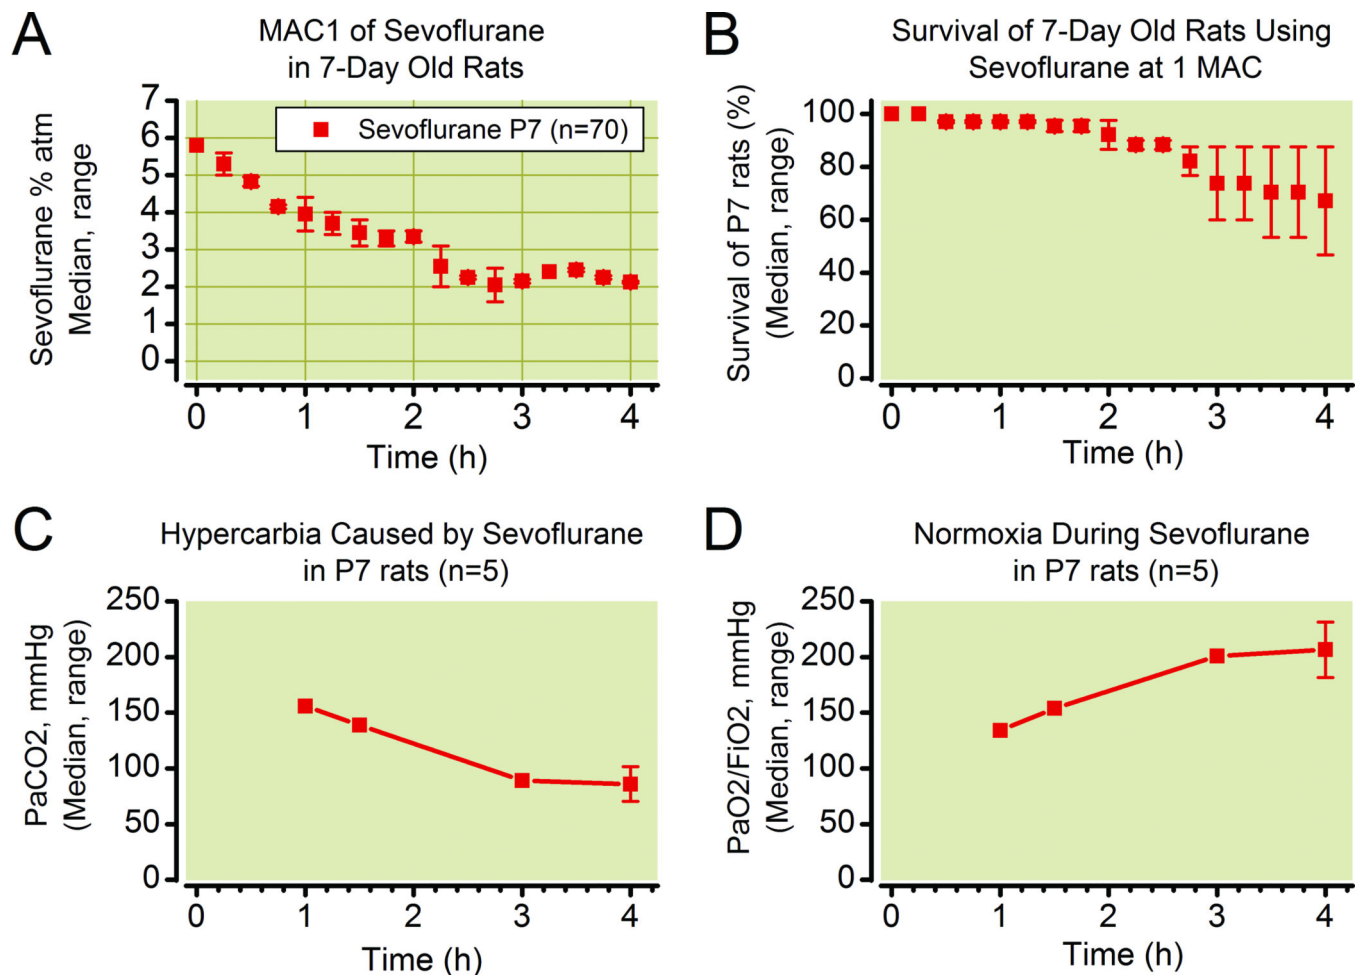 A
MAC1 of Sevoflurane
in 7-Day Old Rats
Sevoflurane % atm
Median, range
7
6
5
4
3
2
1
0
Sevoflurane P7 (n=70)
0 1 2 3 4
Time (h)
B
Survival of 7-Day Old Rats Using
Sevoflurane at 1 MAC
Survival of P7 rats (%)
(Median, range)
100
80
60
40
20
0
0 1 2 3 4
Time (h)
C
Hypercarbia Caused by Sevoflurane
in P7 rats (n=5)
PaCO2, mmHg
(Median, range)
250
200
150
100
50
0
0 1 2 3 4
Time (h)
D
Normoxia During Sevoflurane
in P7 rats (n=5)
PaO2/FiO2, mmHg
(Median, range)
250
200
150
100
50
0
0 1 2 3 4
Time (h)